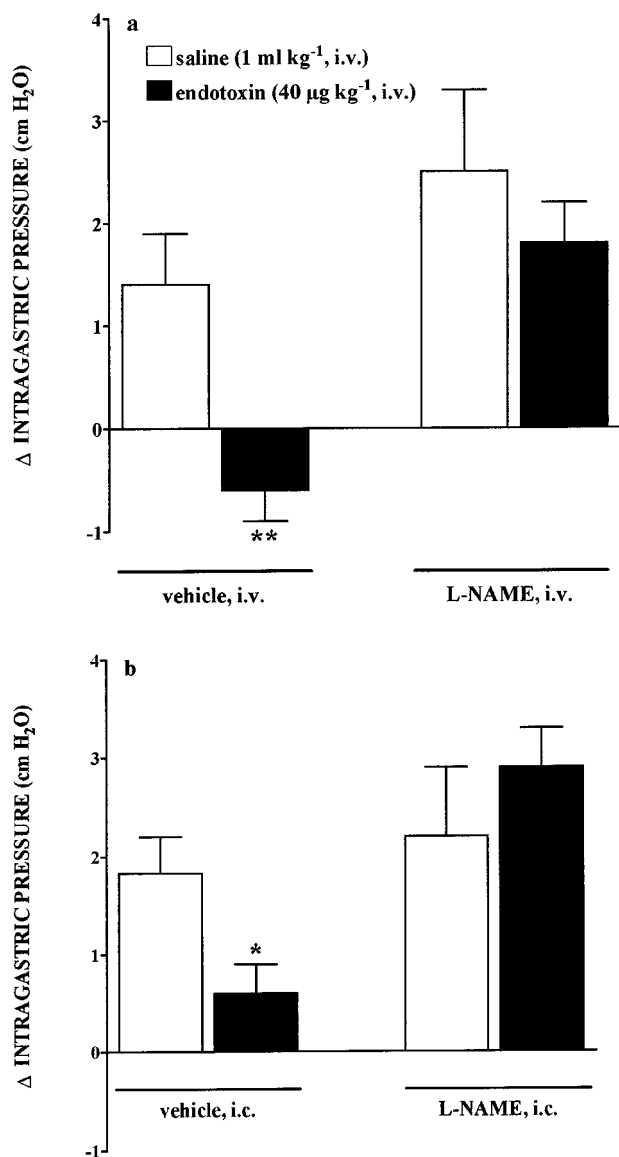 a
saline (1 ml kg⁻¹, i.v.)
endotoxin (40 µg kg⁻¹, i.v.)
Δ INTRAGASTRIC PRESSURE (cm H₂O)
4
3
2
1
0
-1
**
vehicle, i.v.
L-NAME, i.v.
b
Δ INTRAGASTRIC PRESSURE (cm H₂O)
4
3
2
1
0
-1
*
vehicle, i.c.
L-NAME, i.c.